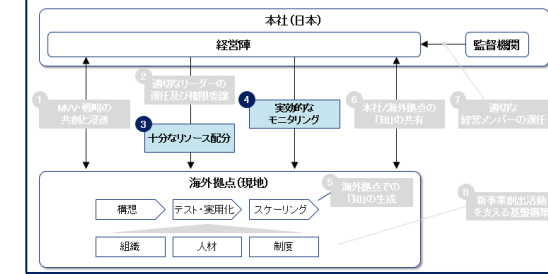 本社(日本)
経営陣
監督機関
1
MVV・戦略の
共創と浸透
2
適切なリーダーの
選任及び権限委譲
3
十分なリソース配分
4
実効的な
モニタリング
6
本社/海外拠点の
「知」の共有
7
適切な
経営メンバーの選任
海外拠点(現地)
5
海外拠点での
「知」の生成
構想
テスト・実用化
スケーリング
8
新事業創出活動
を支える基盤構築
組織
人材
制度